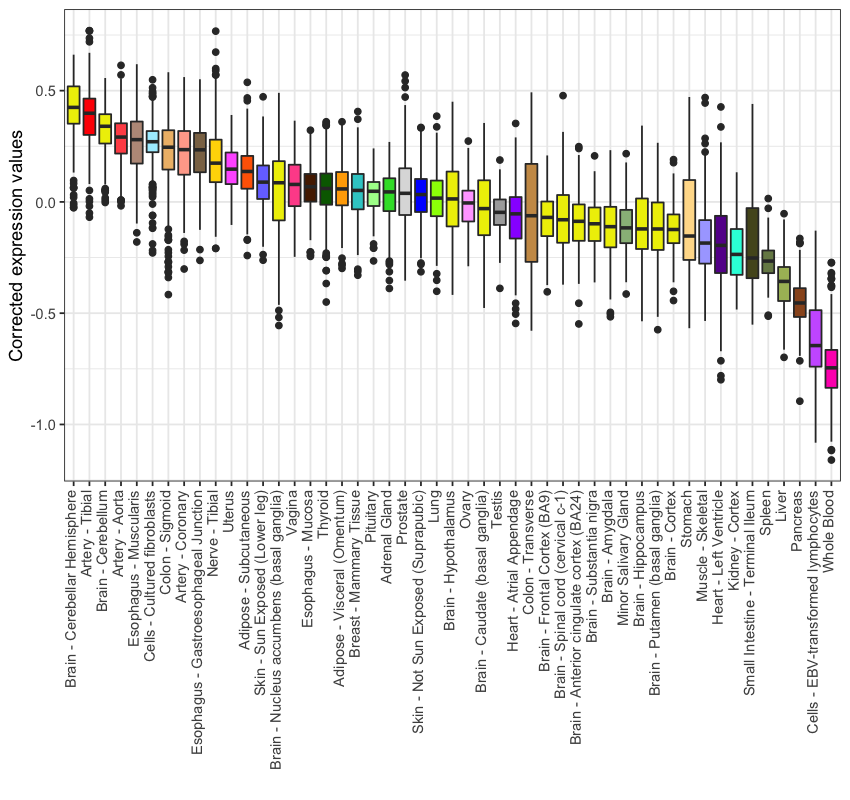 Corrected expression values
0.5
0.0
-0.5
-1.0
Brain - Cerebellar Hemisphere
Artery - Tibial
Brain - Cerebellum
Artery - Aorta
Esophagus - Muscularis
Cells - Cultured fibroblasts
Colon - Sigmoid
Artery - Coronary
Esophagus - Gastroesophageal Junction
Nerve - Tibial
Uterus
Adipose - Subcutaneous
Skin - Sun Exposed (Lower leg)
Brain - Nucleus accumbens (basal ganglia)
Vagina
Esophagus - Mucosa
Thyroid
Adipose - Visceral (Omentum)
Breast - Mammary Tissue
Pituitary
Adrenal Gland
Prostate
Skin - Not Sun Exposed (Suprapubic)
Lung
Brain - Hypothalamus
Ovary
Brain - Caudate (basal ganglia)
Testis
Heart - Atrial Appendage
Colon - Transverse
Brain - Frontal Cortex (BA9)
Brain - Spinal cord (cervical c-1)
Brain - Anterior cingulate cortex (BA24)
Brain - Substantia nigra
Brain - Amygdala
Minor Salivary Gland
Brain - Hippocampus
Brain - Putamen (basal ganglia)
Brain - Cortex
Stomach
Muscle - Skeletal
Heart - Left Ventricle
Kidney - Cortex
Small Intestine - Terminal Ileum
Spleen
Liver
Pancreas
Cells - EBV-transformed lymphocytes
Whole Blood